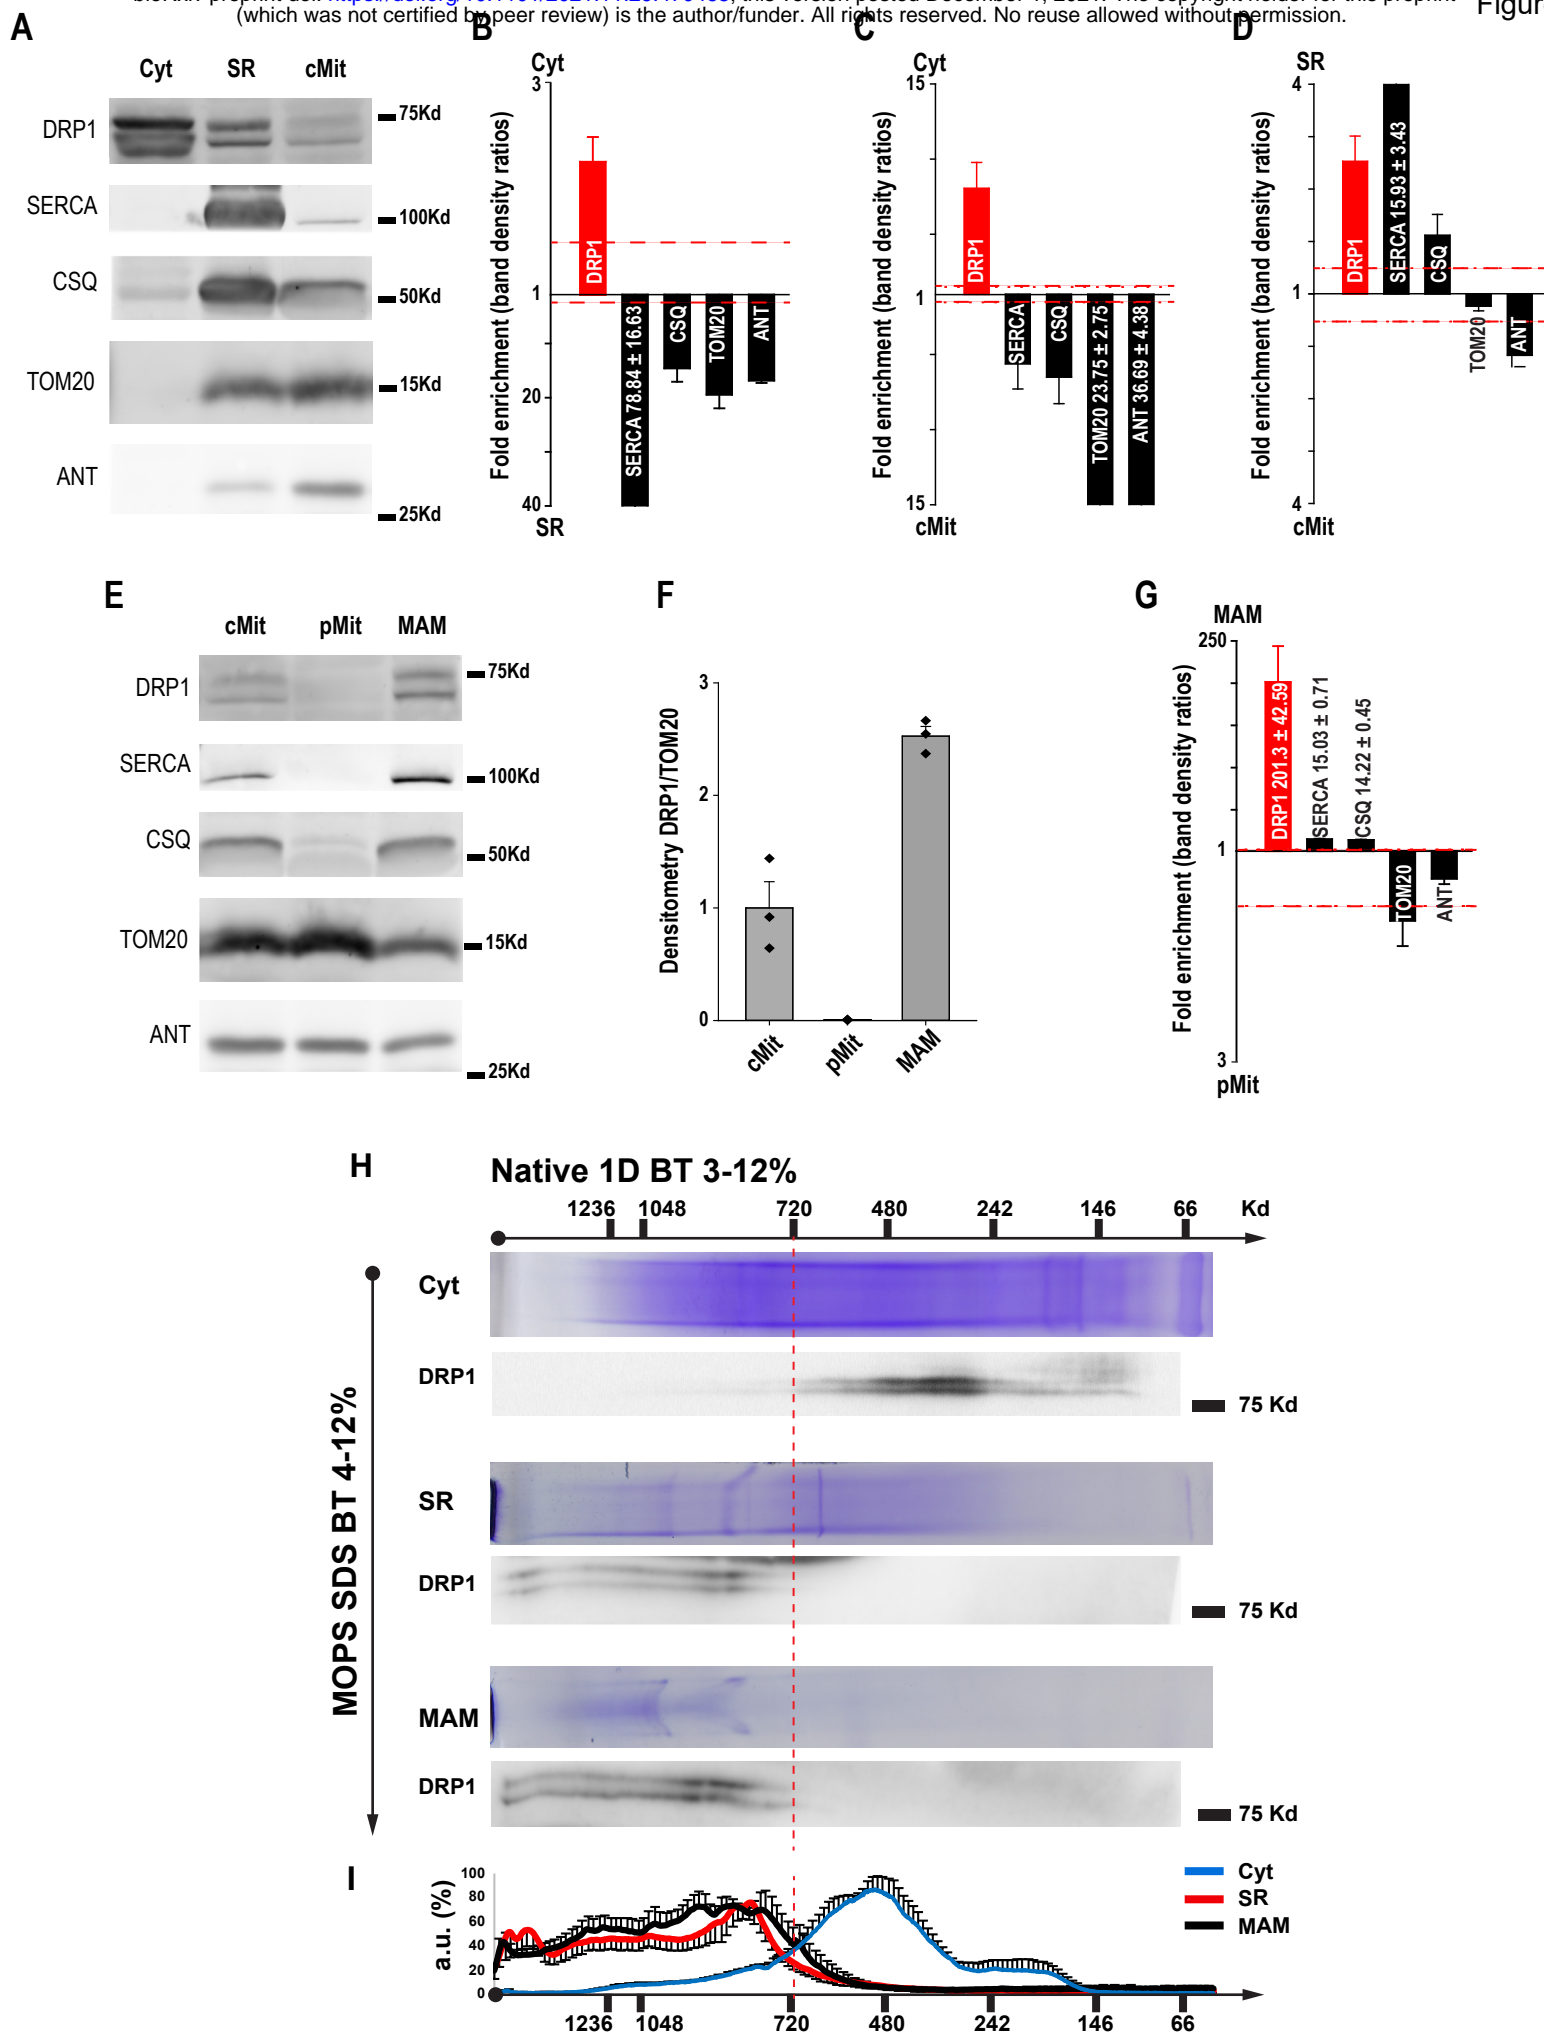 (which was not certified by peer review) is the author/funder. All rights reserved. No reuse allowed without permission.
A
B
C
D
Cyt SR cMit
DRP1
75Kd
SERCA
100Kd
CSQ
50Kd
TOM20
15Kd
ANT
25Kd
Cyt
3
1
20
40
SR
Fold enrichment (band density ratios)
DRP1
SERCA 78.84 ± 16.63
CSQ
TOM20
ANT
Cyt
15
1
15
cMit
Fold enrichment (band density ratios)
DRP1
SERCA
CSQ
TOM20 23.75 ± 2.75
ANT 36.69 ± 4.38
SR
4
1
4
cMit
Fold enrichment (band density ratios)
DRP1
SERCA 15.93 ± 3.43
CSQ
TOM20
ANT
E
F
G
cMit pMit MAM
DRP1
75Kd
SERCA
100Kd
CSQ
50Kd
TOM20
15Kd
ANT
25Kd
Densitometry DRP1/TOM20
3
2
1
0
cMit
pMit
MAM
MAM
250
1
3
pMit
Fold enrichment (band density ratios)
DRP1 201.3 ± 42.59
SERCA 15.03 ± 0.71
CSQ 14.22 ± 0.45
TOM20
ANT
H
Native 1D BT 3-12%
1236 1048 720 480 242 146 66 Kd
MOPS SDS BT 4-12%
Cyt
DRP1
75 Kd
SR
DRP1
75 Kd
MAM
DRP1
75 Kd
I
a.u. (%)
100
80
60
40
20
0
Cyt
SR
MAM
1236 1048 720 480 242 146 66